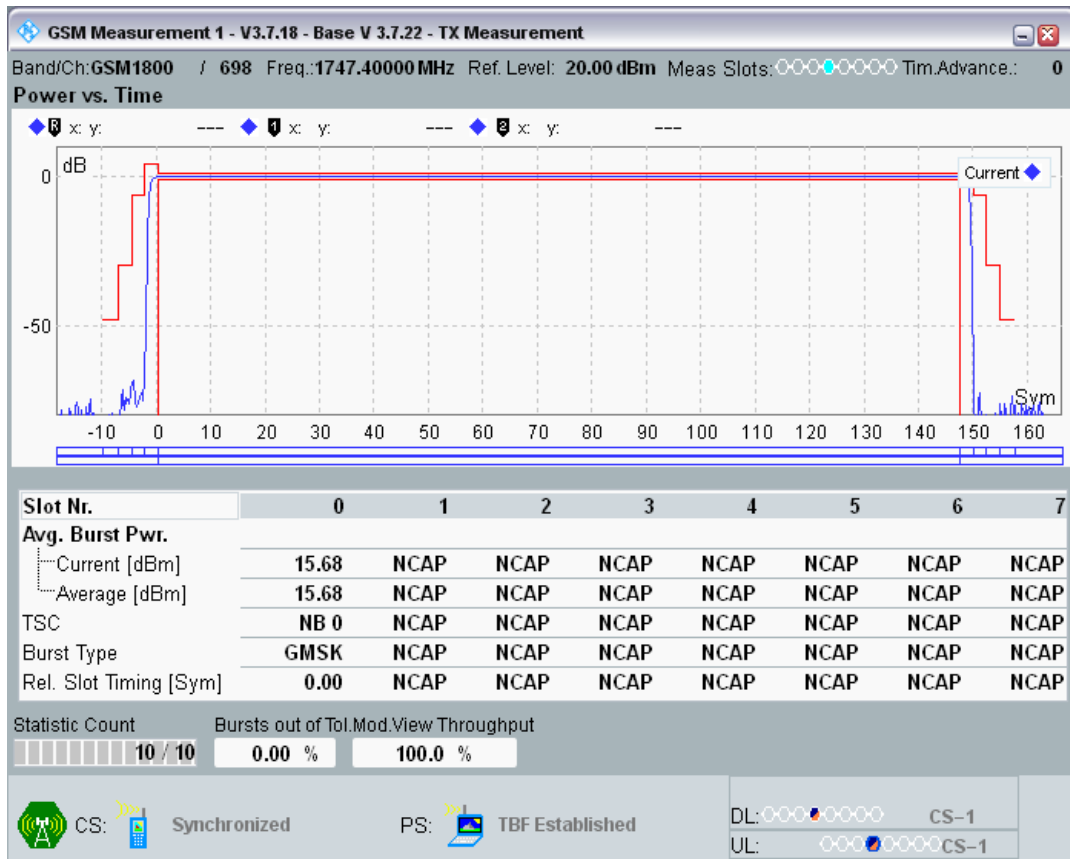 GSM Measurement 1 - V3.7.18 - Base V 3.7.22 - TX Measurement
Band/Ch:GSM1800 / 698 Freq.:1747.40000 MHz Ref. Level: 20.00 dBm Meas Slots: Tim.Advance.: 0
Power vs. Time
R x: y: --- 1 x: y: --- 2 x: y: ---
dB
Current
0
-50
Sym
-10 0 10 20 30 40 50 60 70 80 90 100 110 120 130 140 150 160
Slot Nr. 0 1 2 3 4 5 6 7
Avg. Burst Pwr.
Current [dBm] 15.68 NCAP NCAP NCAP NCAP NCAP NCAP NCAP
Average [dBm] 15.68 NCAP NCAP NCAP NCAP NCAP NCAP NCAP
TSC NB 0 NCAP NCAP NCAP NCAP NCAP NCAP NCAP
Burst Type GMSK NCAP NCAP NCAP NCAP NCAP NCAP NCAP
Rel. Slot Timing [Sym] 0.00 NCAP NCAP NCAP NCAP NCAP NCAP NCAP
Statistic Count Bursts out of Tol.Mod.View Throughput
10 / 10 0.00 % 100.0 %
CS: Synchronized PS: TBF Established DL: CS-1
UL: CS-1